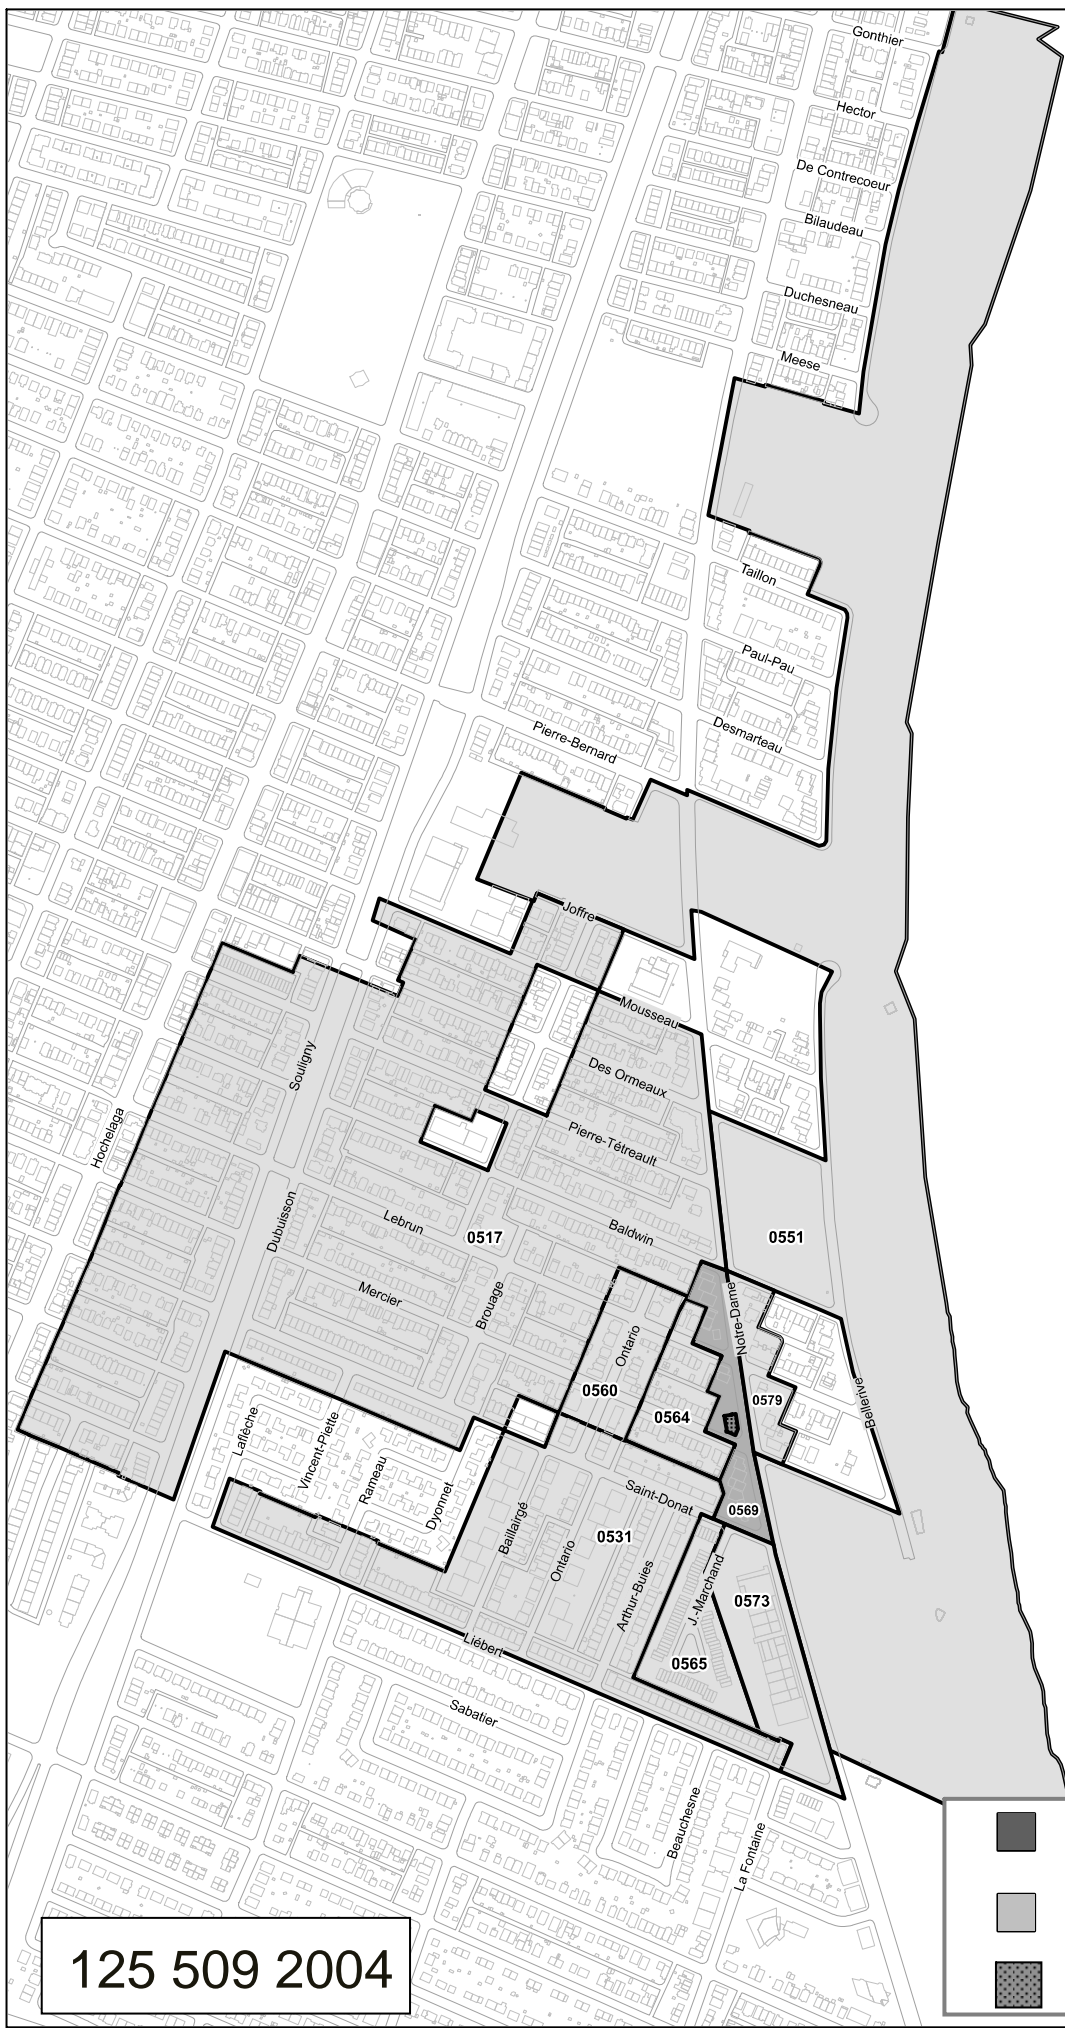 Gonthier
Hector
De Contrecoeur
Bilaudeau
Duchesneau
Meese
Taillon
Paul-Pau
Desmarteau
Pierre-Bernard
Joffre
Mousseau
Souligny
Des Ormeaux
Hochelaga
Pierre-Tétreault
Dubuisson
Lebrun
0517
Baldwin
0551
Mercier
Brouage
Notre-Dame
Ontario
0560
0579
Bellerive
0564
Laflèche
Vincent-Piette
Rameau
Dyonnet
Saint-Donat
0569
Baillairgé
Ontario
0531
Arthur-Buies
J.-Marchand
0573
Liébert
0565
Sabatier
Beauchesne
La Fontaine
125 509 2004